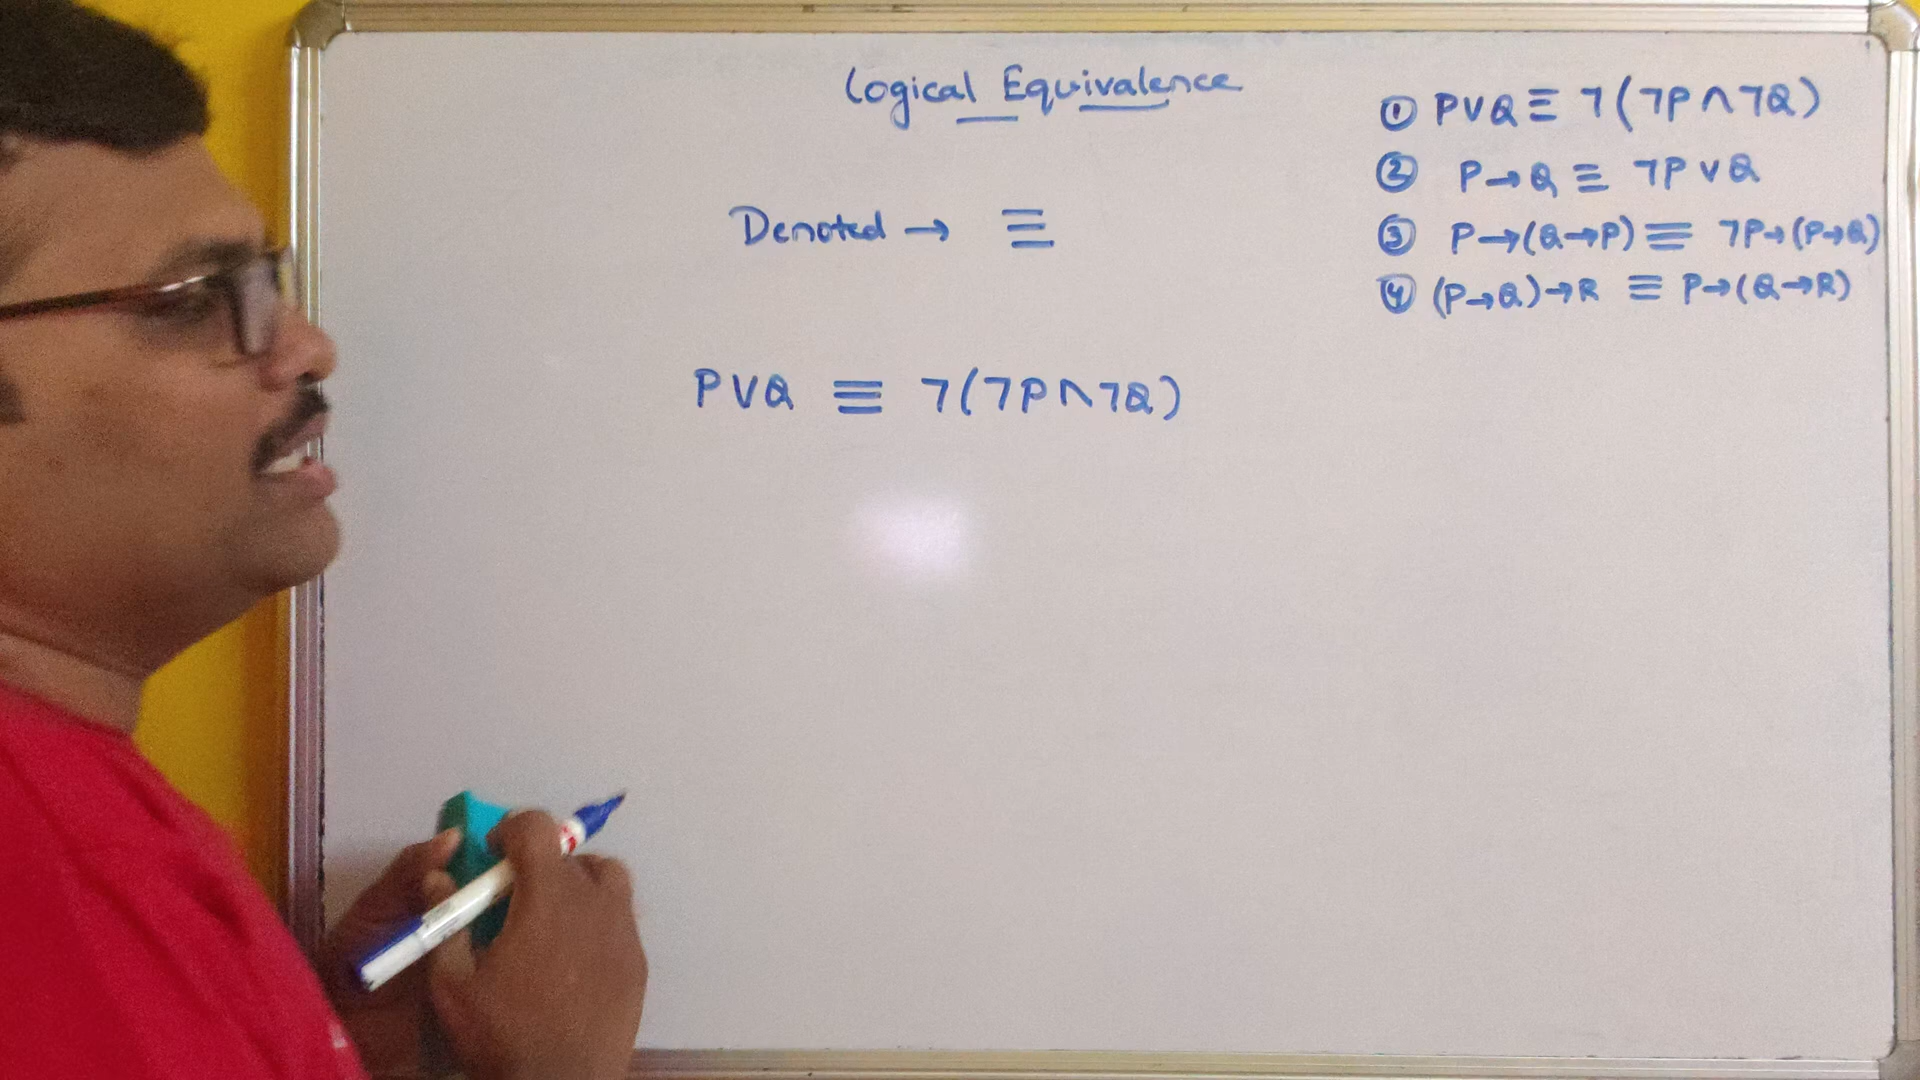 Logical Equivalence
Denoted → ≡
P∨Q ≡ ¬(¬P∧¬Q)
① P∨Q ≡ ¬(¬P∧¬Q)
② P→Q ≡ ¬P∨Q
③ P→(Q→P) ≡ ¬P→(P→Q)
④ (P→Q)→R ≡ P→(Q→R)